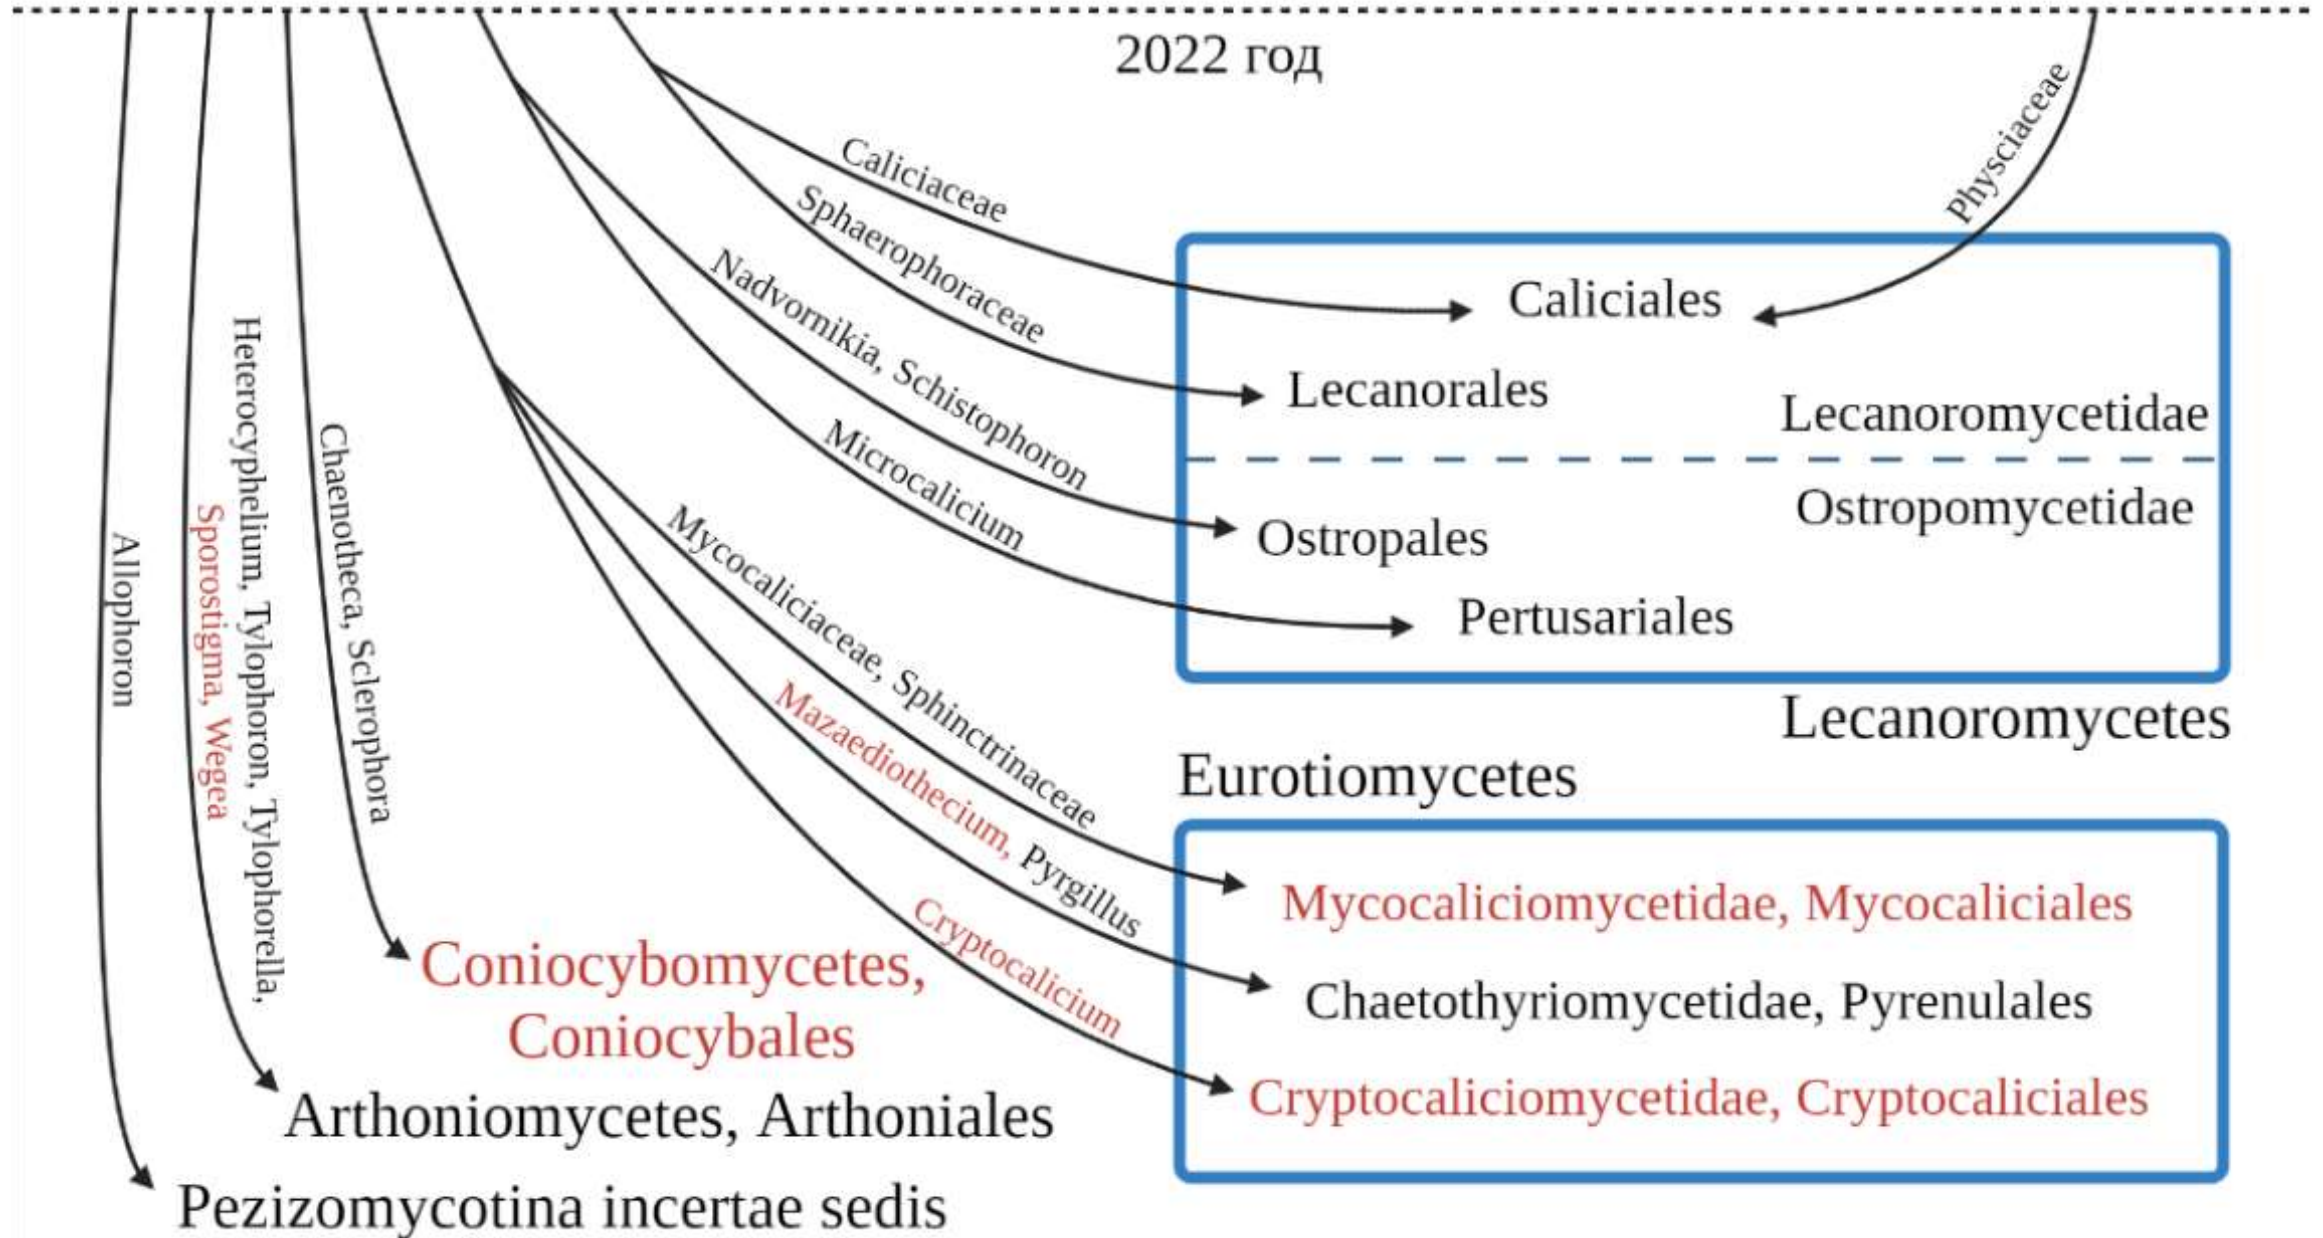 2022 год
Physciaceae
Caliciaceae
Sphaerophoraceae
Nadvornikia, Schistophoron
Microcalicium
Caliciales
Lecanorales
Lecanoromycetidae
Ostropomycetidae
Ostropales
Pertusariales
Lecanoromycetes
Eurotiomycetes
Allophoron
Heterocyphelium, Tylophoron, Tylophorella,
Sporostigma, Wegea
Chaenotheca, Sclerophora
Mycocaliciaceae, Sphinctrinaceae
Mazaediothecium, Pyrgillus
Cryptocalicium
Mycocaliciomycetidae, Mycocaliciales
Chaetothyriomycetidae, Pyrenulales
Cryptocaliciomycetidae, Cryptocaliciales
Coniocybomycetes,
Coniocybales
Arthoniomycetes, Arthoniales
Pezizomycotina incertae sedis